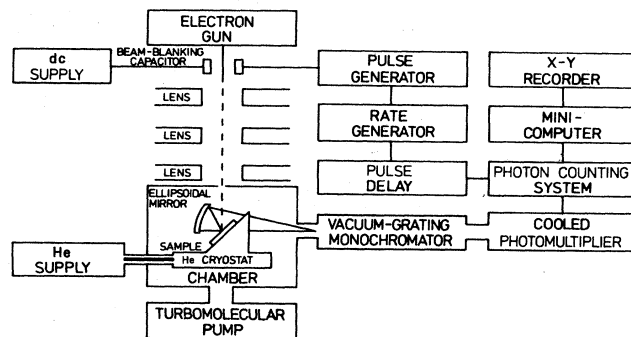 ELECTRON
GUN
BEAM-BLANKING
CAPACITOR
dc
SUPPLY
PULSE
GENERATOR
X-Y
RECORDER
LENS
RATE
GENERATOR
MINI-
COMPUTER
LENS
LENS
PULSE
DELAY
PHOTON COUNTING
SYSTEM
ELLIPSOIDAL
MIRROR
VACUUM-GRATING
MONOCHROMATOR
COOLED
PHOTOMULTIPLIER
SAMPLE
He
SUPPLY
He CRYOSTAT
CHAMBER
TURBOMOLECULAR
PUMP